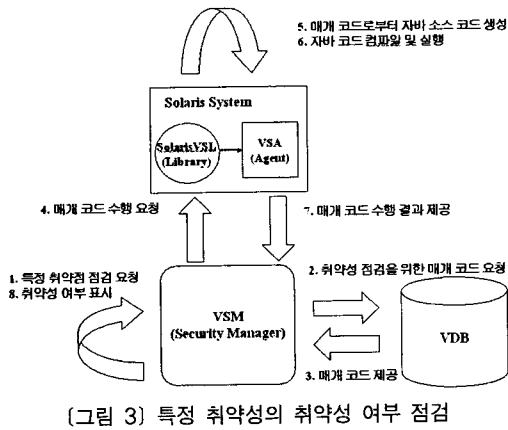 5. 매개 코드로부터 자바 소스 코드 생성
6. 자바 코드 컴파일 및 실행
Solaris System
SolarisVSL
(Library)
VSA
(Agent)
4. 매개 코드 수행 요청
7. 매개 코드 수행 결과 제공
1. 특정 취약점 점검 요청
8. 취약성 여부 표시
2. 취약성 점검을 위한 매개 코드 요청
VSM
(Security Manager)
VDB
3. 매개 코드 제공
[그림 3] 특정 취약성의 취약성 여부 점검